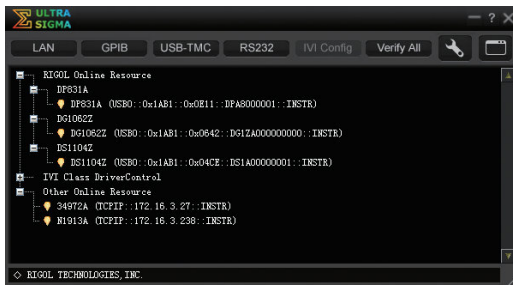 ULTRA
SIGMA
LAN GPIB USB-TMC RS232 IVI Config Verify All
RIGOL Online Resource
DP831A
DP831A (USB0::0x1AB1::0x0E11::DPA8000001::INSTR)
DG1062Z
DG1062Z (USB0::0x1AB1::0x0642::DG1ZA000000000::INSTR)
DS1104Z
DS1104Z (USB0::0x1AB1::0x04CE::DS1A00000001::INSTR)
IVI Class DriverControl
Other Online Resource
34972A (TCPIP::172.16.3.27::INSTR)
N1913A (TCPIP::172.16.3.238::INSTR)
RIGOL TECHNOLOGIES,INC.